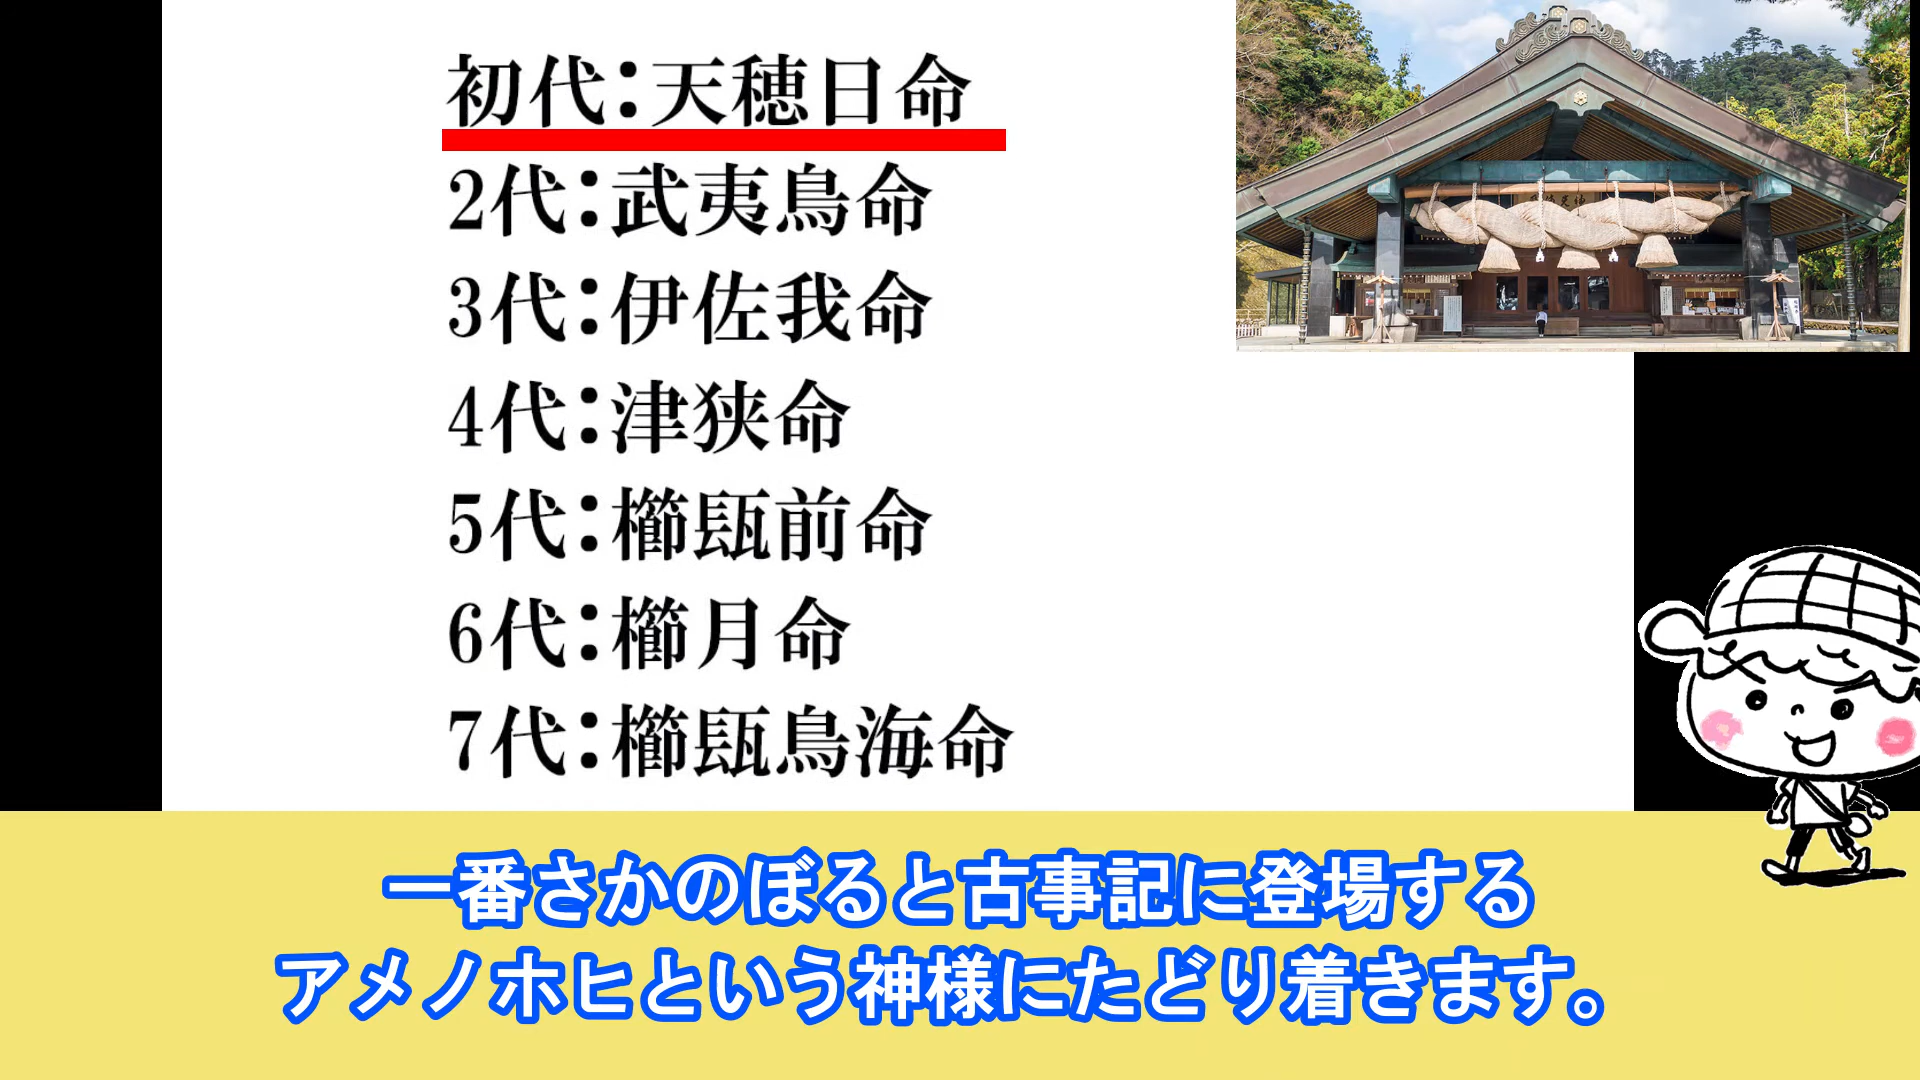 初代：天穂日命
2代：武夷鳥命
3代：伊佐我命
4代：津狭命
5代：櫛瓺前命
6代：櫛月命
7代：櫛瓺鳥海命
一番さかのぼると古事記に登場する
アメノホヒという神様にたどり着きます。